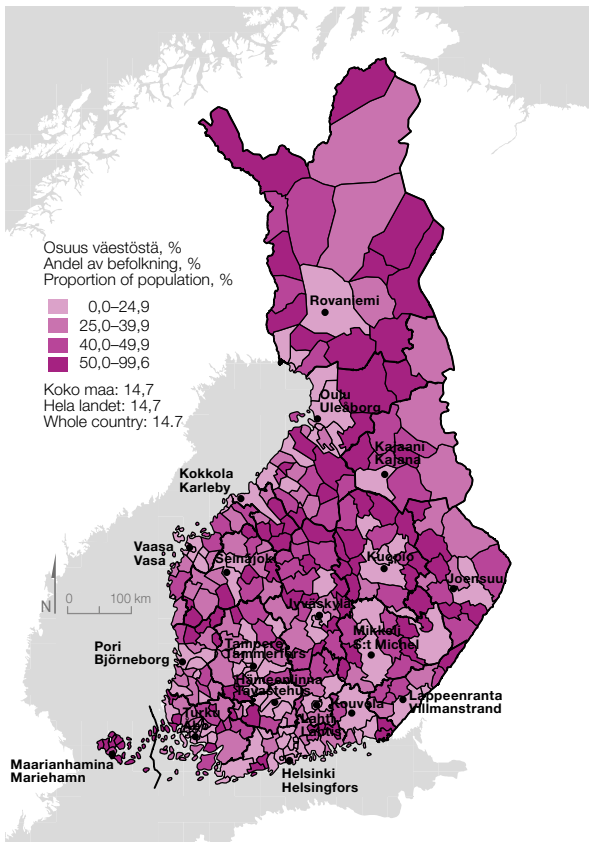 Osuus väestöstä, %
Andel av befolkning, %
Proportion of population, %
0,0–24,9
25,0–39,9
40,0–49,9
50,0–99,6
Koko maa: 14,7
Hela landet: 14,7
Whole country: 14.7
Rovaniemi
Oulu
Uleåborg
Kajaani
Kajana
Kokkola
Karleby
Vaasa
Vasa
Seinäjoki
Kuopio
Joensuu
N
0 100 km
Jyväskylä
Mikkeli
S:t Michel
Pori
Björneborg
Tampere
Tammerfors
Hämeenlinna
Tavastehus
Lappeenranta
Villmanstrand
Turku
Åbo
Lahti
Lahtis
Kouvola
Maarianhamina
Mariehamn
Helsinki
Helsingfors